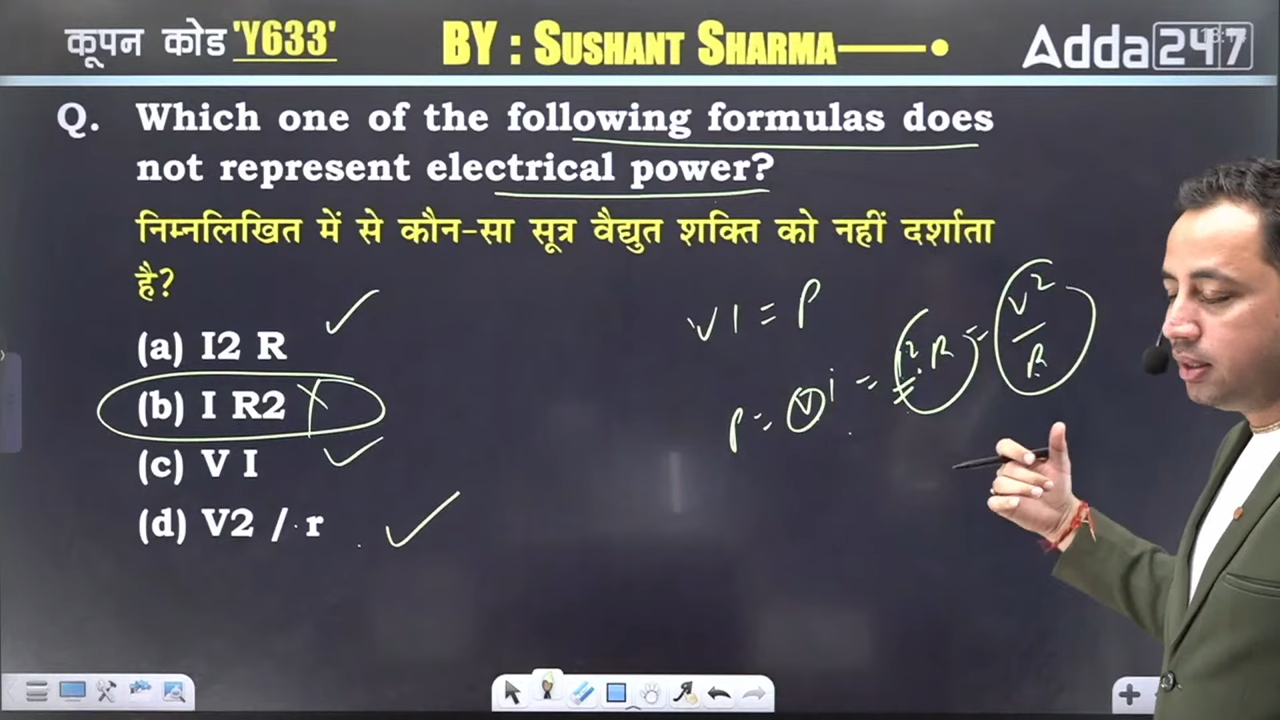 कूपन कोड 'Y633' BY : SUSHANT SHARMA Adda247
Q. Which one of the following formulas does
not represent electrical power?
निम्नलिखित में से कौन-सा सूत्र वैद्युत शक्ति को नहीं दर्शाता
है?
(a) I2 R
(b) I R2
(c) V I
(d) V2 / r
VI = P
P = Vi = I²R = V²/R